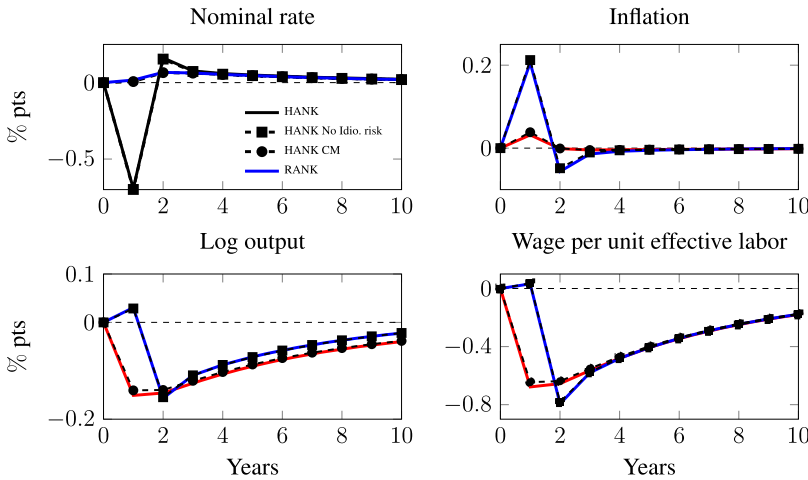 Nominal rate
Inflation
% pts
0
−0.5
HANK
HANK No Idio. risk
HANK CM
RANK
0 2 4 6 8 10
0.2
0
0 2 4 6 8 10
Log output
Wage per unit effective labor
% pts
0.1
0
−0.2
0 2 4 6 8 10
Years
0
−0.4
−0.8
0 2 4 6 8 10
Years